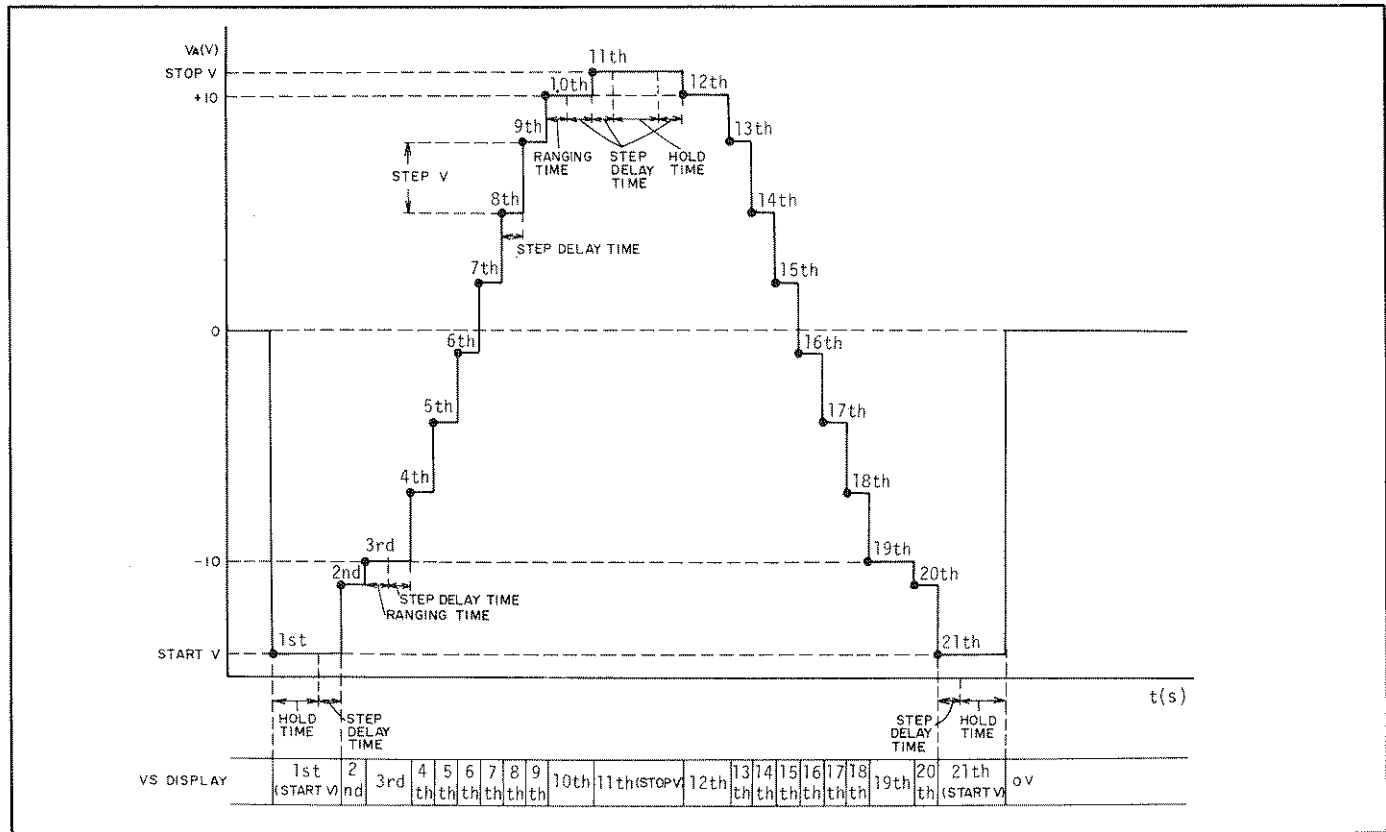 VA(V)
STOP V
+10
11th
10th
12th
9th
13th
RANGING
TIME
STEP
DELAY
TIME
HOLD
TIME
STEP V
8th
14th
STEP DELAY TIME
7th
15th
0
6th
16th
5th
17th
4th
18th
3rd
19th
-10
2nd
20th
STEP DELAY TIME
RANGING TIME
1st
21th
START V
t(s)
HOLD
TIME
STEP
DELAY
TIME
STEP
DELAY
TIME
HOLD
TIME
VS DISPLAY
1st
(START V)
2
nd
3rd
4
th
5
th
6
th
7
th
8
th
9
th
10th
11th(STOP V)
12th
13
th
14
th
15
th
16
th
17
th
18
th
19th
20
th
21th
(START V)
0V